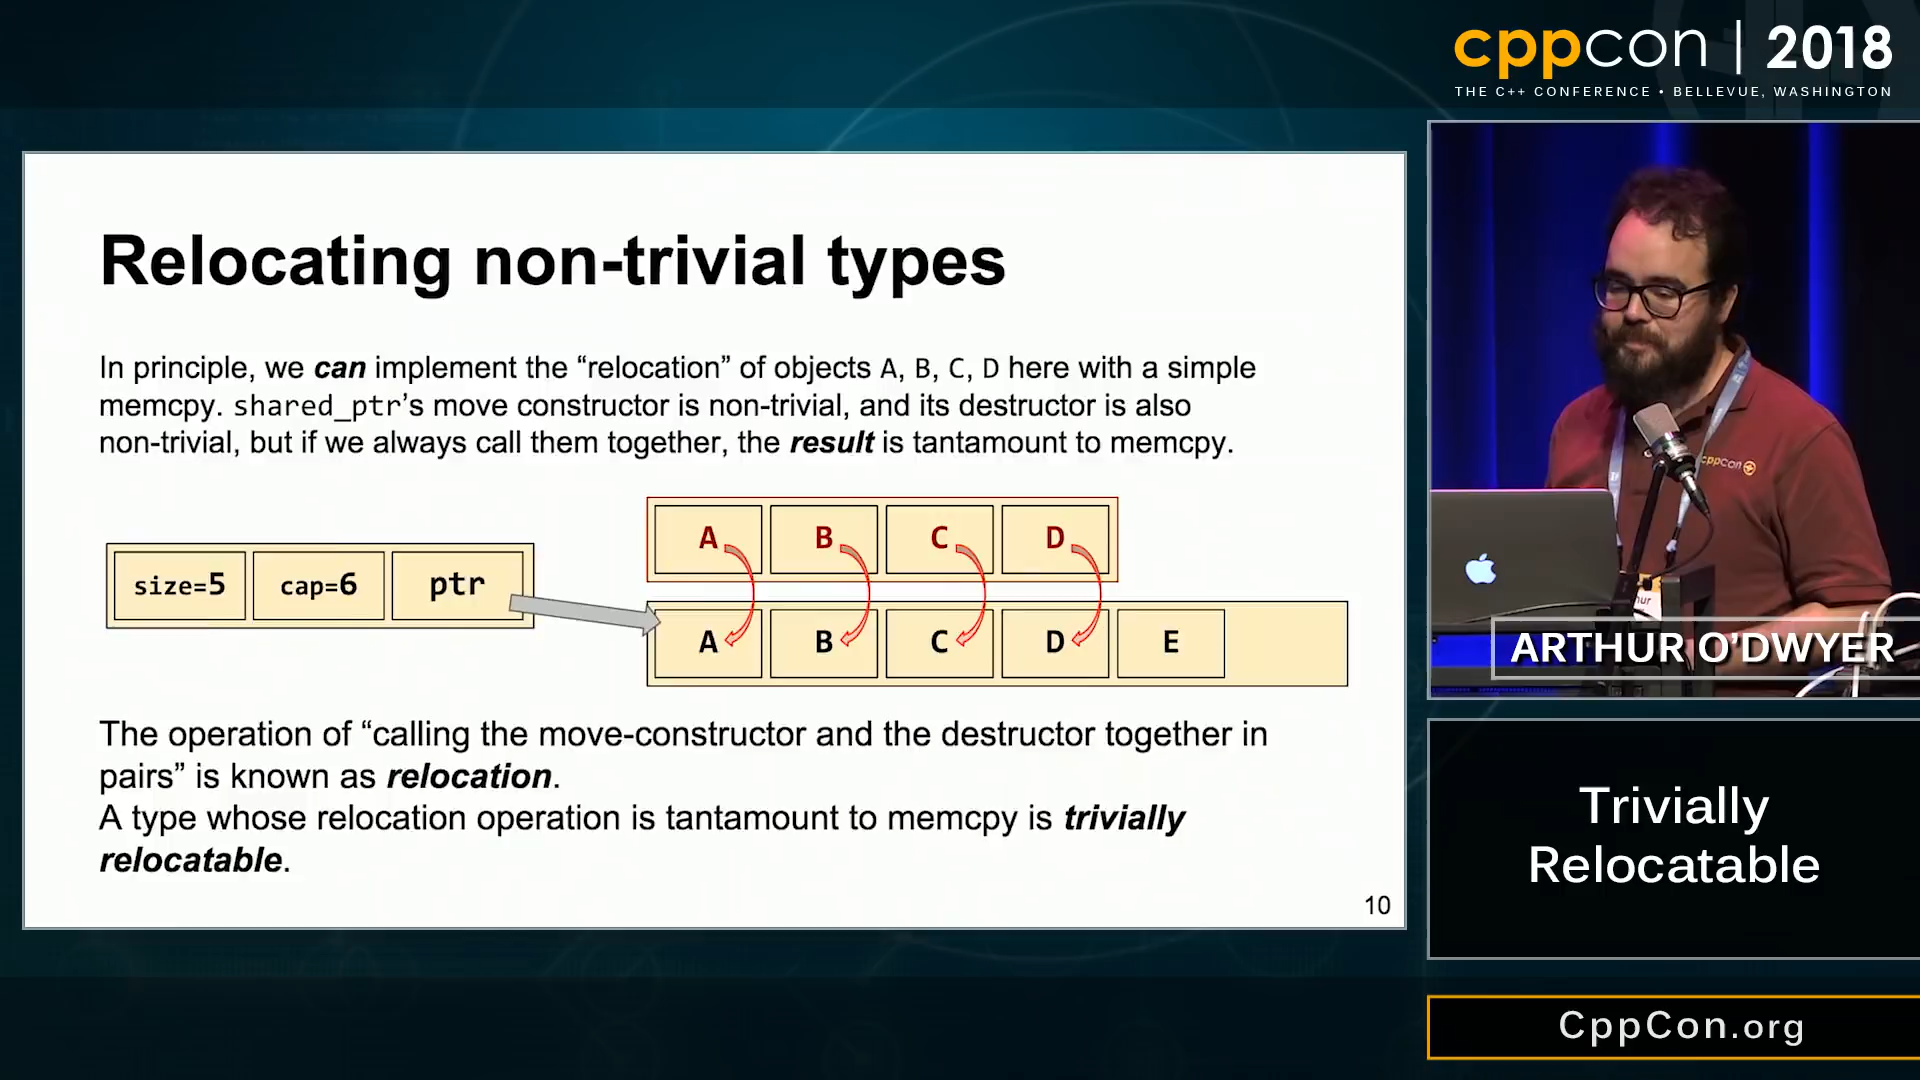 cppcon | 2018
THE C++ CONFERENCE • BELLEVUE, WASHINGTON
Relocating non-trivial types
In principle, we can implement the “relocation” of objects A, B, C, D here with a simple
memcpy. shared_ptr’s move constructor is non-trivial, and its destructor is also
non-trivial, but if we always call them together, the result is tantamount to memcpy.
A B C D
size=5 cap=6 ptr
A B C D E
The operation of “calling the move-constructor and the destructor together in
pairs” is known as relocation.
A type whose relocation operation is tantamount to memcpy is trivially
relocatable.
10
cppcon
ARTHUR O’DWYER
Trivially
Relocatable
CppCon.org